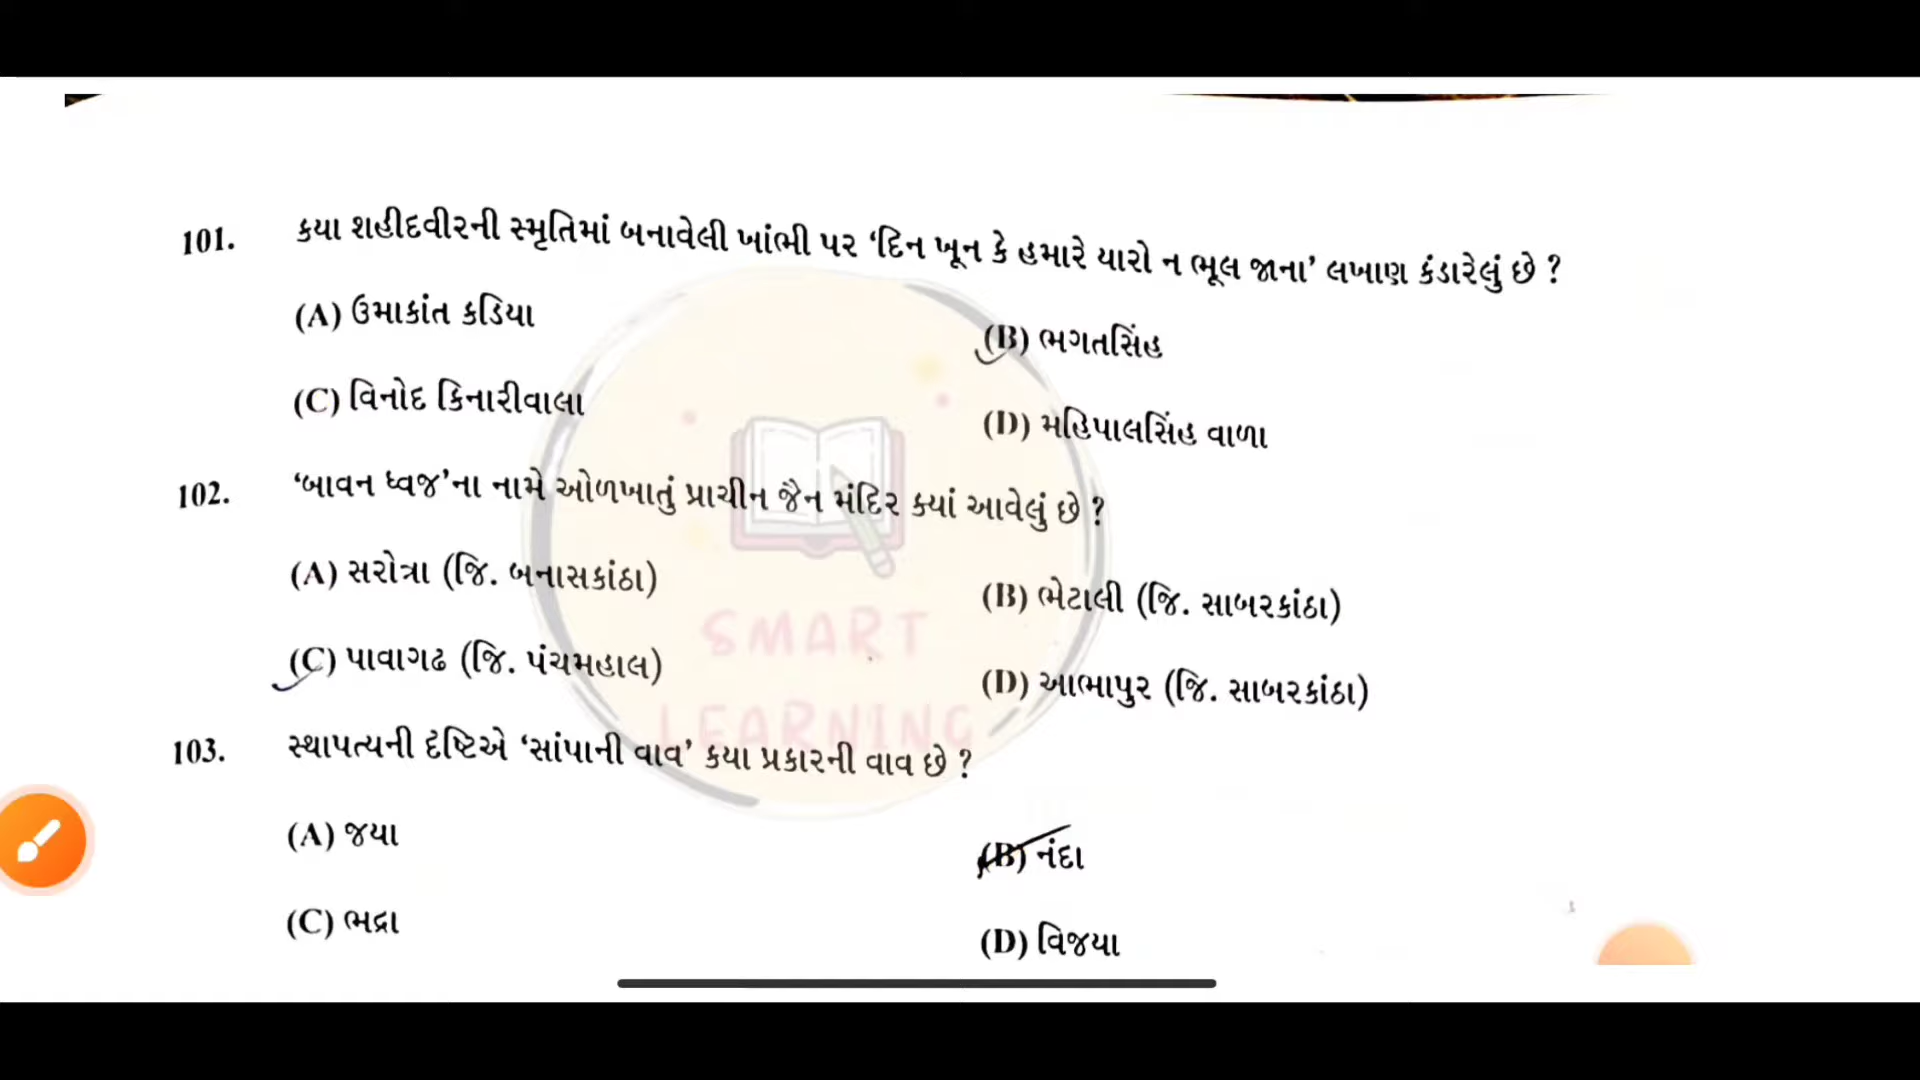 101. કયા શહીદવીરની સ્મૃતિમાં બનાવેલી ખાંભી પર ‘દિન ખૂન કે હમારે યારો ન ભૂલ જાના’ લખાણ કંડારેલું છે ?
(A) ઉમાકાંત કડિયા
(B) ભગતસિંહ
(C) વિનોદ કિનારીવાલા
(D) મહિપાલસિંહ વાળા
102. ‘બાવન ધ્વજ’ના નામે ઓળખાતું પ્રાચીન જૈન મંદિર ક્યાં આવેલું છે ?
(A) સરોત્રા (જિ. બનાસકાંઠા)
(B) ભેટાલી (જિ. સાબરકાંઠા)
(C) પાવાગઢ (જિ. પંચમહાલ)
(D) આભાપુર (જિ. સાબરકાંઠા)
SMART
LEARNING
103. સ્થાપત્યની દૃષ્ટિએ ‘સાંપાની વાવ’ કયા પ્રકારની વાવ છે ?
(A) જયા
(B) નંદા
(C) ભદ્રા
(D) વિજયા